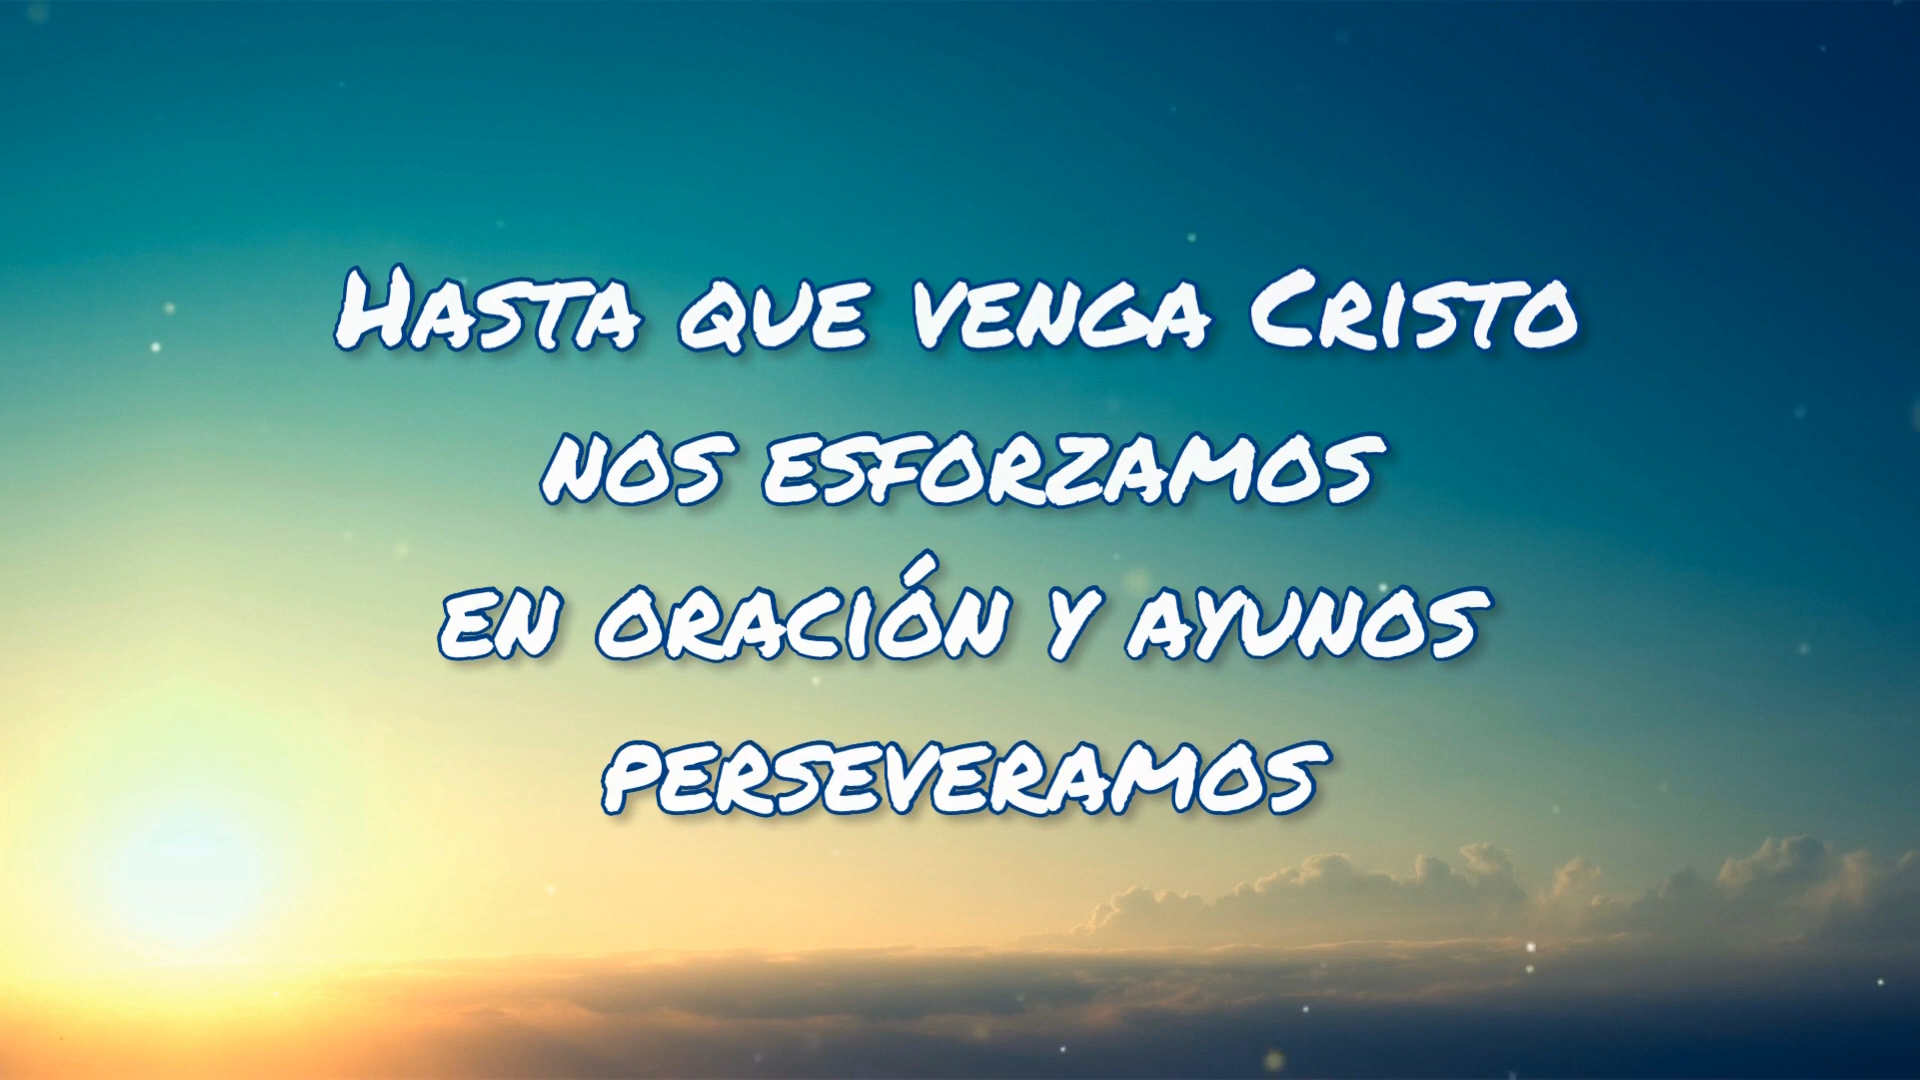 Hasta que venga Cristo
nos esforzamos
en oración y ayunos
perseveramos